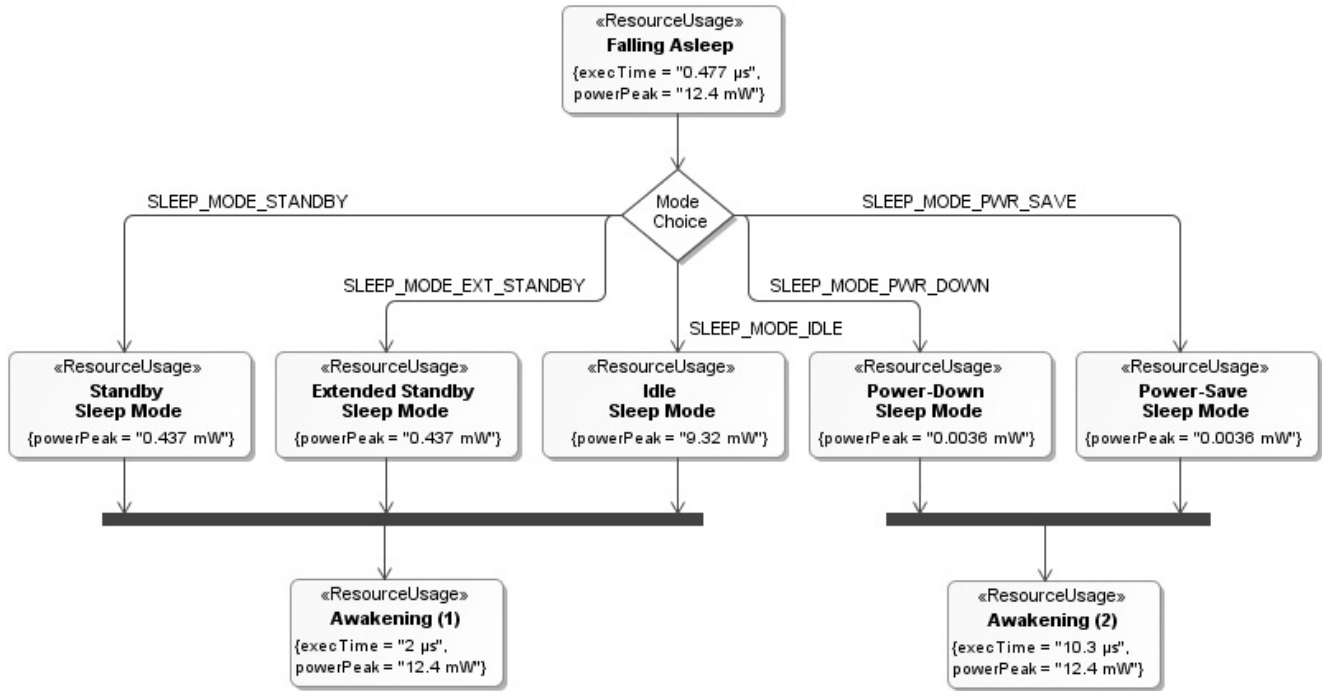 «ResourceUsage»
Falling Asleep
{execTime = "0.477 µs",
powerPeak = "12.4 mW"}
Mode
Choice
SLEEP_MODE_STANDBY
SLEEP_MODE_PWR_SAVE
SLEEP_MODE_EXT_STANDBY
SLEEP_MODE_PWR_DOWN
SLEEP_MODE_IDLE
«ResourceUsage»
Standby
Sleep Mode
{powerPeak = "0.437 mW"}
«ResourceUsage»
Extended Standby
Sleep Mode
{powerPeak = "0.437 mW"}
«ResourceUsage»
Idle
Sleep Mode
{powerPeak = "9.32 mW"}
«ResourceUsage»
Power-Down
Sleep Mode
{powerPeak = "0.0036 mW"}
«ResourceUsage»
Power-Save
Sleep Mode
{powerPeak = "0.0036 mW"}
«ResourceUsage»
Awakening (1)
{execTime = "2 µs",
powerPeak = "12.4 mW"}
«ResourceUsage»
Awakening (2)
{execTime = "10.3 µs",
powerPeak = "12.4 mW"}